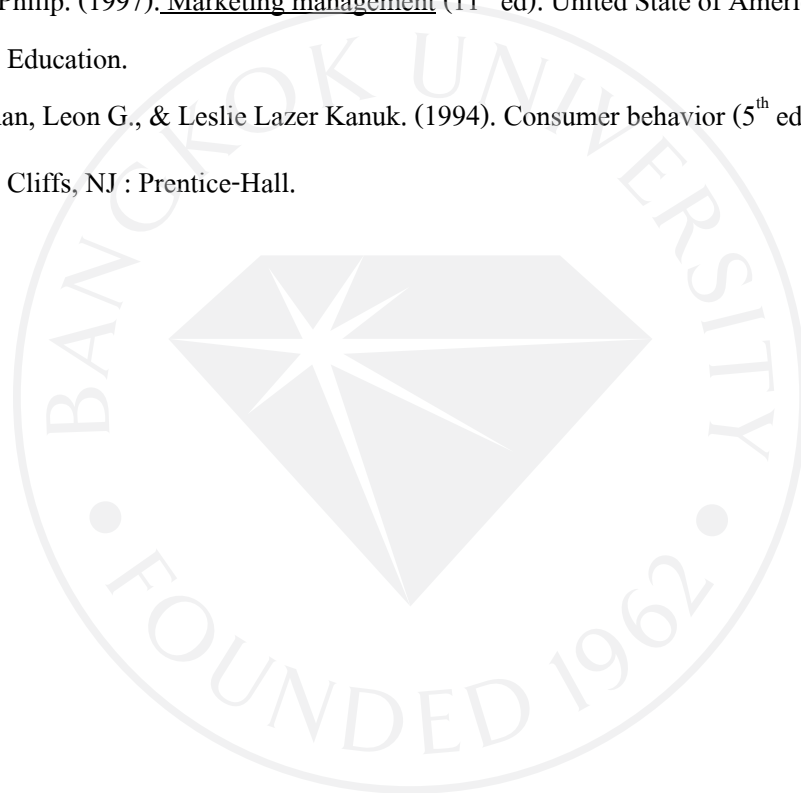 Philip. (1997). Marketing management (11th ed). United State of Ameri
Education.
an, Leon G., & Leslie Lazer Kanuk. (1994). Consumer behavior (5th ed
Cliffs, NJ : Prentice-Hall.
BANGKOK UNIVERSITY
FOUNDED 1962